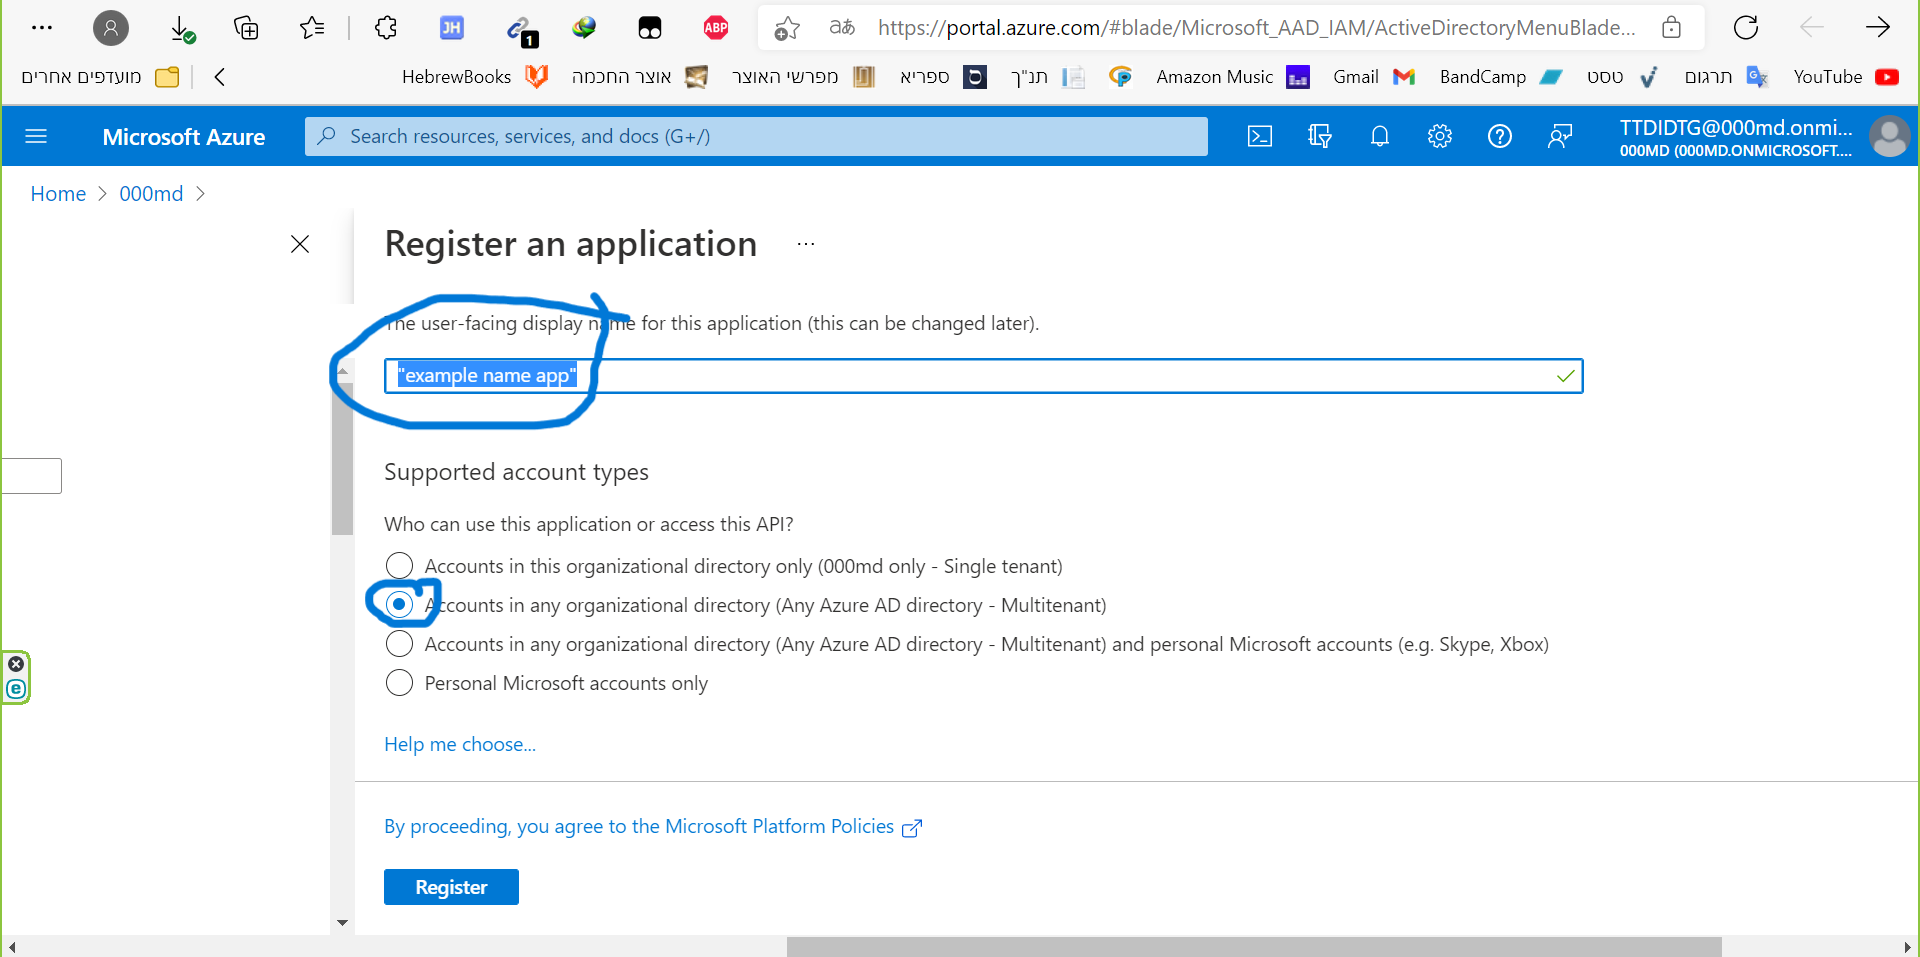 JH
1
ABP
https://portal.azure.com/#blade/Microsoft_AAD_IAM/ActiveDirectoryMenuBlade...
מועדפים אחרים
HebrewBooks
אוצר החכמה
מפרשי האוצר
ספריא
תנ"ך
Amazon Music
Gmail
BandCamp
טסט
תרגום
YouTube
Microsoft Azure
Search resources, services, and docs (G+/)
TTDIDTG@000md.onmi...
000MD (000MD.ONMICROSOFT....
Home > 000md >
Register an application ...
The user-facing display name for this application (this can be changed later).
"example name app"
Supported account types
Who can use this application or access this API?
Accounts in this organizational directory only (000md only - Single tenant)
Accounts in any organizational directory (Any Azure AD directory - Multitenant)
Accounts in any organizational directory (Any Azure AD directory - Multitenant) and personal Microsoft accounts (e.g. Skype, Xbox)
Personal Microsoft accounts only
Help me choose...
By proceeding, you agree to the Microsoft Platform Policies
Register